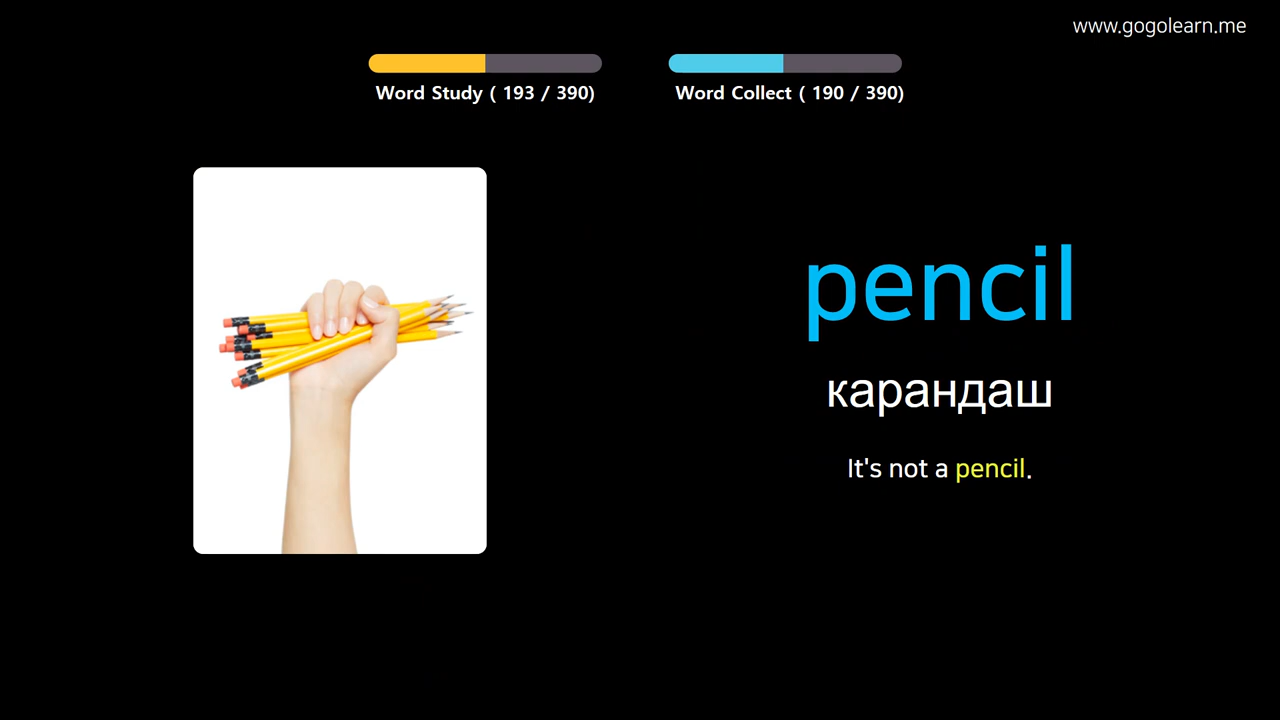 www.gogolearn.me
Word Study ( 193 / 390)
Word Collect ( 190 / 390)
pencil
карандаш
It's not a pencil.